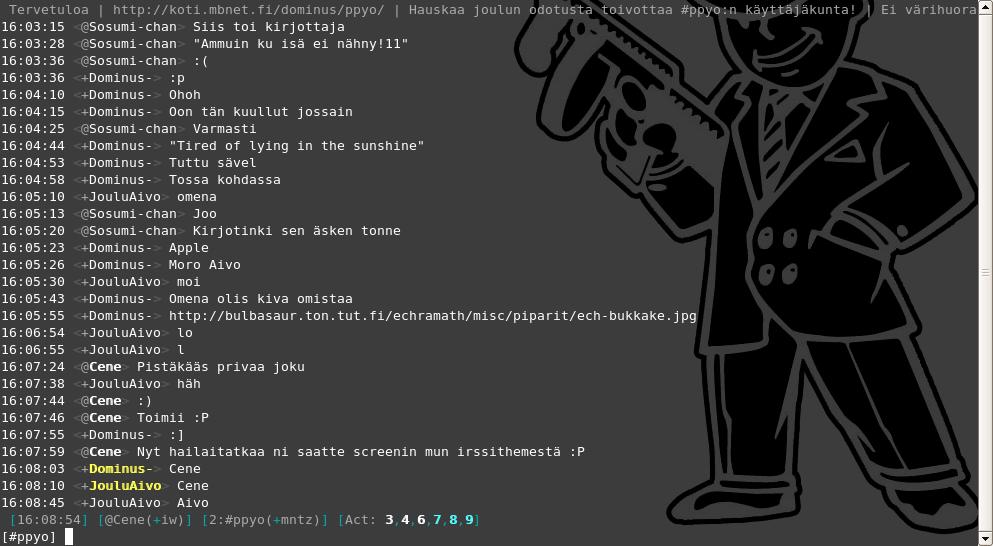 Tervetuloa | http://koti.mbnet.fi/dominus/ppyo/ | Hauskaa joulun odotusta toivottaa #ppyo:n käyttäjäkunta! | Ei värihuora
16:03:15 <@Sosumi-chan> Siis toi kirjottaja
16:03:28 <@Sosumi-chan> "Ammuin ku isä ei nähny!11"
16:03:36 <@Sosumi-chan> :(
16:03:36 <+Dominus-> :p
16:04:10 <+Dominus-> Ohoh
16:04:15 <+Dominus-> Oon tän kuullut jossain
16:04:25 <@Sosumi-chan> Varmasti
16:04:44 <+Dominus-> "Tired of lying in the sunshine"
16:04:53 <+Dominus-> Tuttu sävel
16:04:58 <+Dominus-> Tossa kohdassa
16:05:10 <+JouluAivo> omena
16:05:13 <@Sosumi-chan> Joo
16:05:20 <@Sosumi-chan> Kirjotinki sen äsken tonne
16:05:23 <+Dominus-> Apple
16:05:26 <+Dominus-> Moro Aivo
16:05:30 <+JouluAivo> moi
16:05:43 <+Dominus-> Omena olis kiva omistaa
16:05:55 <+Dominus-> http://bulbasaur.ton.tut.fi/echramath/misc/piparit/ech-bukkake.jpg
16:06:54 <+JouluAivo> lo
16:06:55 <+JouluAivo> l
16:07:24 <@Cene> Pistäkääs privaa joku
16:07:38 <+JouluAivo> häh
16:07:44 <@Cene> :)
16:07:46 <@Cene> Toimii :P
16:07:55 <+Dominus-> :]
16:07:59 <@Cene> Nyt hailaitatkaa ni saatte screenin mun irssithemestä :P
16:08:03 <+Dominus-> Cene
16:08:10 <+JouluAivo> Cene
16:08:45 <+JouluAivo> Aivo
[16:08:54] [@Cene(+iw)] [2:#ppyo(+mntz)] [Act: 3,4,6,7,8,9]
[#ppyo]